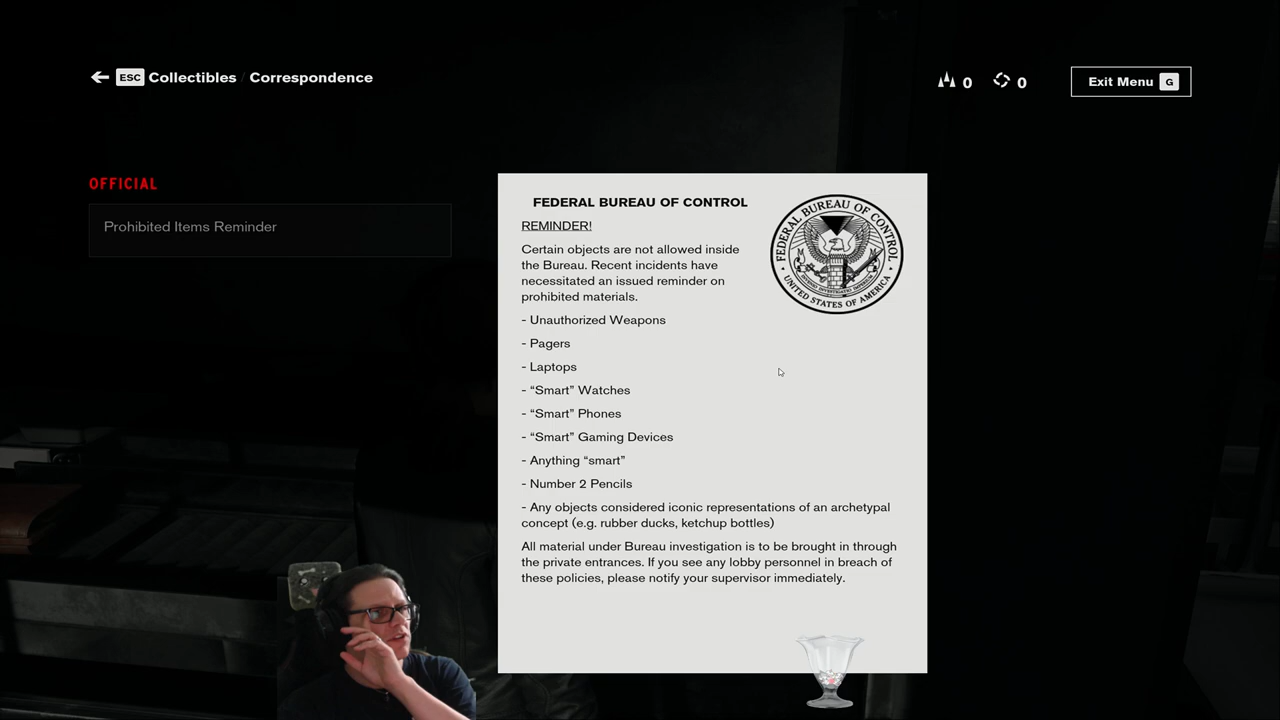 ESC Collectibles / Correspondence
0 0 Exit Menu G
OFFICIAL
Prohibited Items Reminder
FEDERAL BUREAU OF CONTROL
REMINDER!
Certain objects are not allowed inside
the Bureau. Recent incidents have
necessitated an issued reminder on
prohibited materials.
- Unauthorized Weapons
- Pagers
- Laptops
- “Smart” Watches
- “Smart” Phones
- “Smart” Gaming Devices
- Anything “smart”
- Number 2 Pencils
- Any objects considered iconic representations of an archetypal
concept (e.g. rubber ducks, ketchup bottles)
All material under Bureau investigation is to be brought in through
the private entrances. If you see any lobby personnel in breach of
these policies, please notify your supervisor immediately.
FEDERAL BUREAU OF CONTROL
UNITED STATES OF AMERICA